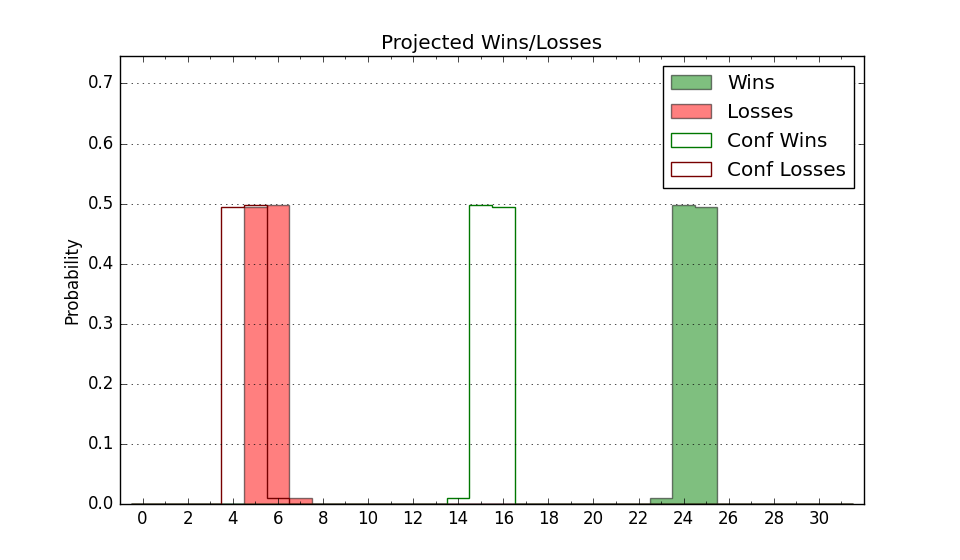 Projected Wins/Losses
Probability
0.7
0.6
0.5
0.4
0.3
0.2
0.1
0.0
Wins
Losses
Conf Wins
Conf Losses
0 2 4 6 8 10 12 14 16 18 20 22 24 26 28 30